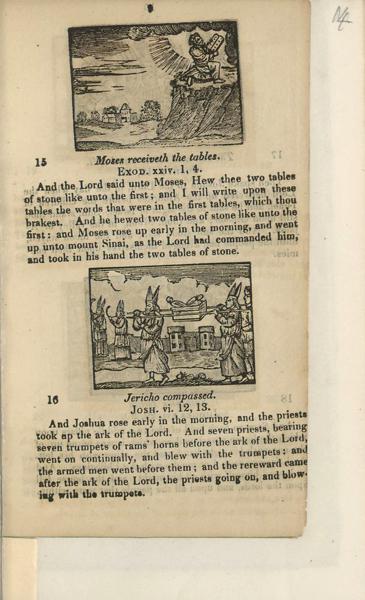 15 Moses receiveth the tables.
EXOD. xxiv. 1, 4.
And the Lord said unto Moses, Hew thee two tables
of stone like unto the first; and I will write upon these
tables the words that were in the first tables, which thou
brakest. And he hewed two tables of stone like unto the
first: and Moses rose up early in the morning, and went
up unto mount Sinai, as the Lord had commanded him,
and took in his hand the two tables of stone.
16 Jericho compassed.
JOSH. vi. 12, 13.
And Joshua rose early in the morning, and the priests
took up the ark of the Lord. And seven priests, bearing
seven trumpets of rams' horns before the ark of the Lord,
went on continually, and blew with the trumpets: and
the armed men went before them; and the rereward came
after the ark of the Lord, the priests going on, and blow-
ing with the trumpets.